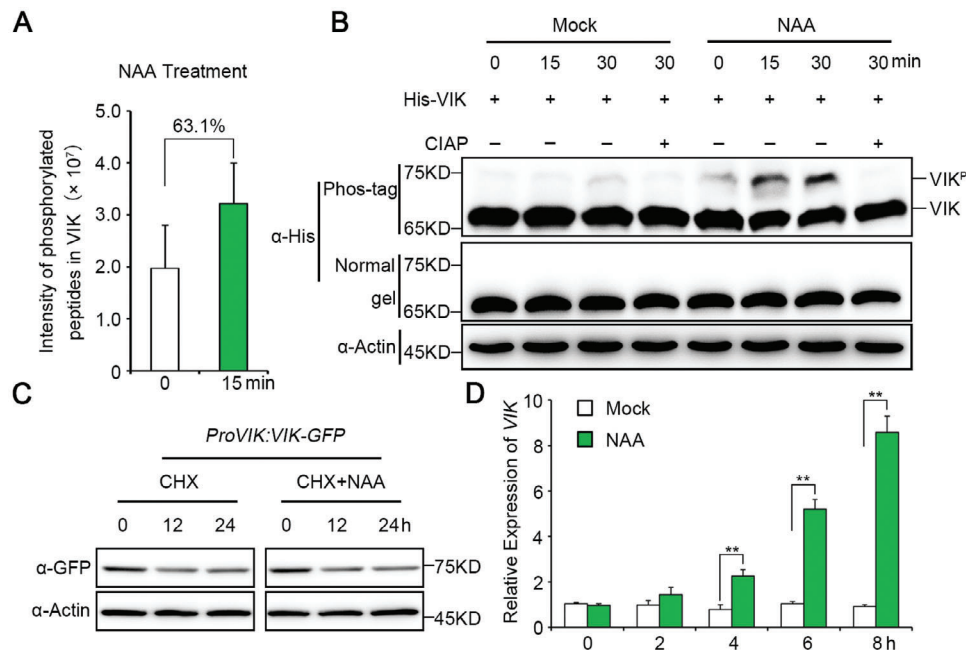 A
NAA Treatment
63.1%
Intensity of phosphorylated
peptides in VIK (× 10⁷)
5.0
4.0
3.0
2.0
1.0
0.0
0 15 min
B
Mock NAA
0 15 30 30 0 15 30 30 min
His-VIK + + + + + + + +
CIAP − − − + − − − +
α-His
Phos-tag
75KD
65KD
VIKᴾ
VIK
Normal
gel
75KD
65KD
α-Actin 45KD
C
ProVIK:VIK-GFP
CHX CHX+NAA
0 12 24 0 12 24h
α-GFP 75KD
α-Actin 45KD
D
Mock
NAA
Relative Expression of VIK
10
8
6
4
2
0
** ** **
0 2 4 6 8h